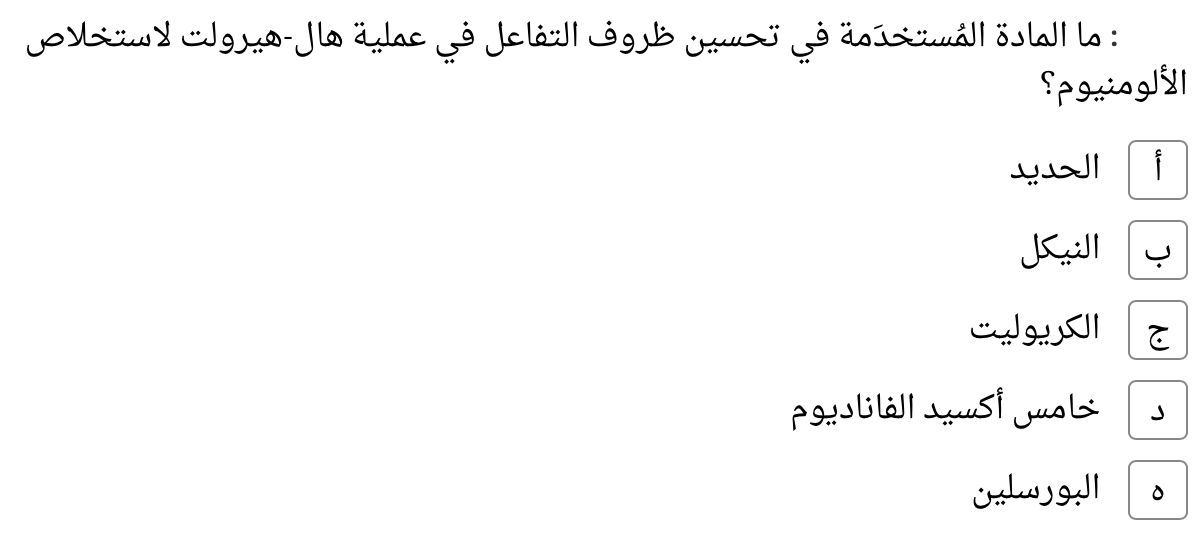 : ما المادة المُستخدَمة في تحسين ظروف التفاعل في عملية هال-هيرولت لاستخلاص
الألومنيوم؟
أ الحديد
ب النيكل
ج الكريوليت
د خامس أكسيد الفاناديوم
ه البورسلين